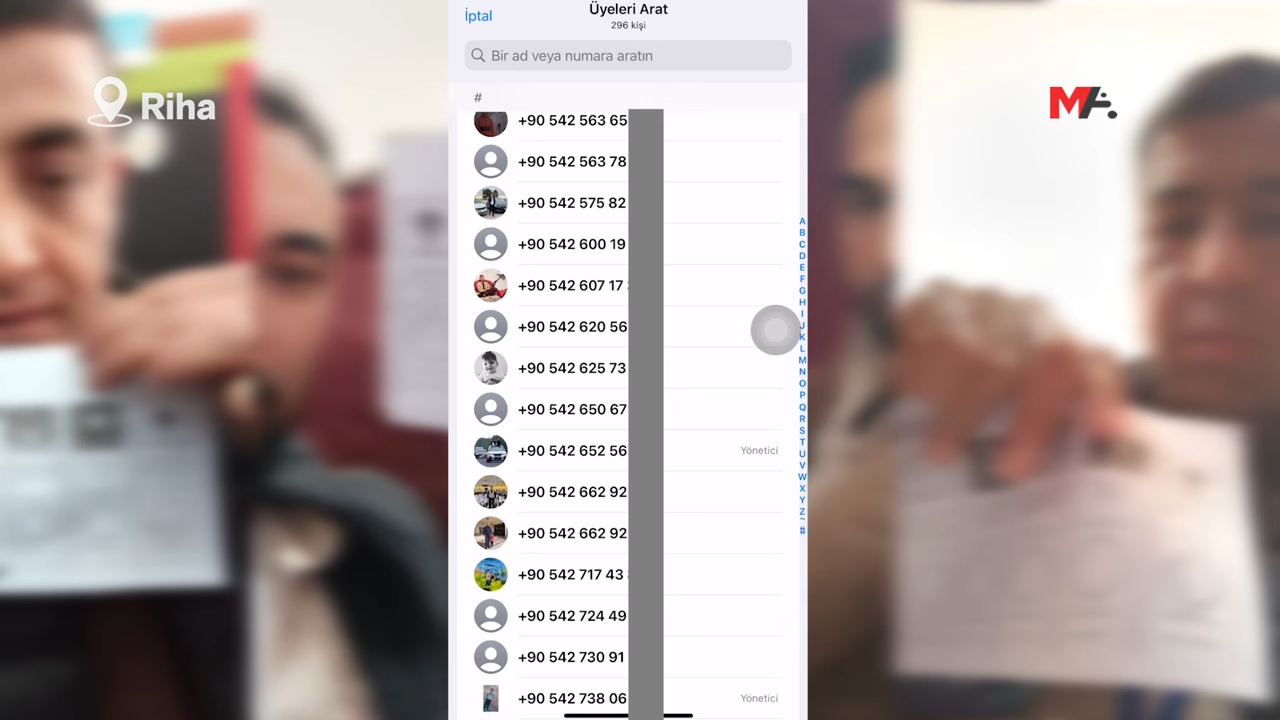 Riha
MA
İptal
Üyeleri Arat
296 kişi
Bir ad veya numara aratın
#
+90 542 563 65
+90 542 563 78
+90 542 575 82
+90 542 600 19
+90 542 607 17
+90 542 620 56
+90 542 625 73
+90 542 650 67
+90 542 652 56 Yönetici
+90 542 662 92
+90 542 662 92
+90 542 717 43
+90 542 724 49
+90 542 730 91
+90 542 738 06 Yönetici
A
B
C
D
E
F
G
H
I
J
K
L
M
N
O
P
Q
R
S
T
U
V
W
X
Y
Z
~
#